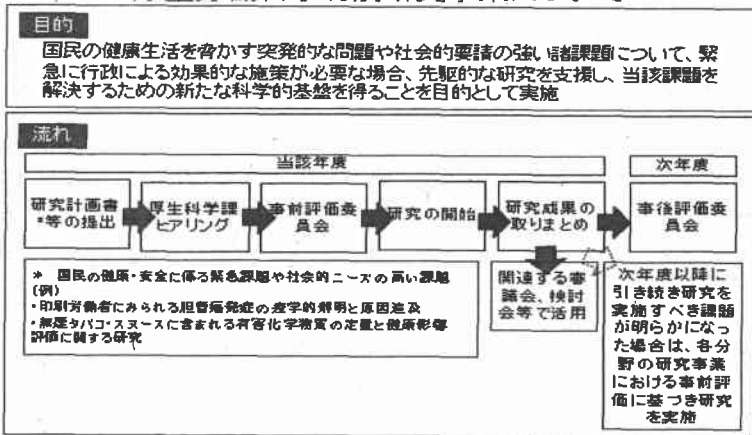 目的
国民の健康生活を脅かす突発的な問題や社会的要請の強い諸課題について、緊
急に行政による効果的な施策が必要な場合、先駆的な研究を支援し、当該課題を
解決するための新たな科学的基盤を得ることを目的として実施
流れ
当該年度
次年度
研究計画書
*等の提出
厚生科学課
ヒアリング
事前評価委
員会
研究の開始
研究成果の
取りまとめ
事後評価委
員会
* 国民の健康・安全に係る緊急課題や社会的ニーズの高い課題
(例)
・印刷労働者にみられる胆管癌発症の疫学的解明と原因追及
・無煙タバコ・スヌースに含まれる有害化学物質の定量と健康影響
評価に関する研究
関連する審
議会、検討
会等で活用
次年度以降に
引き続き研究を
実施すべき課題
が明らかになっ
た場合は、各分
野の研究事業
における事前評
価に基づき研究
を実施